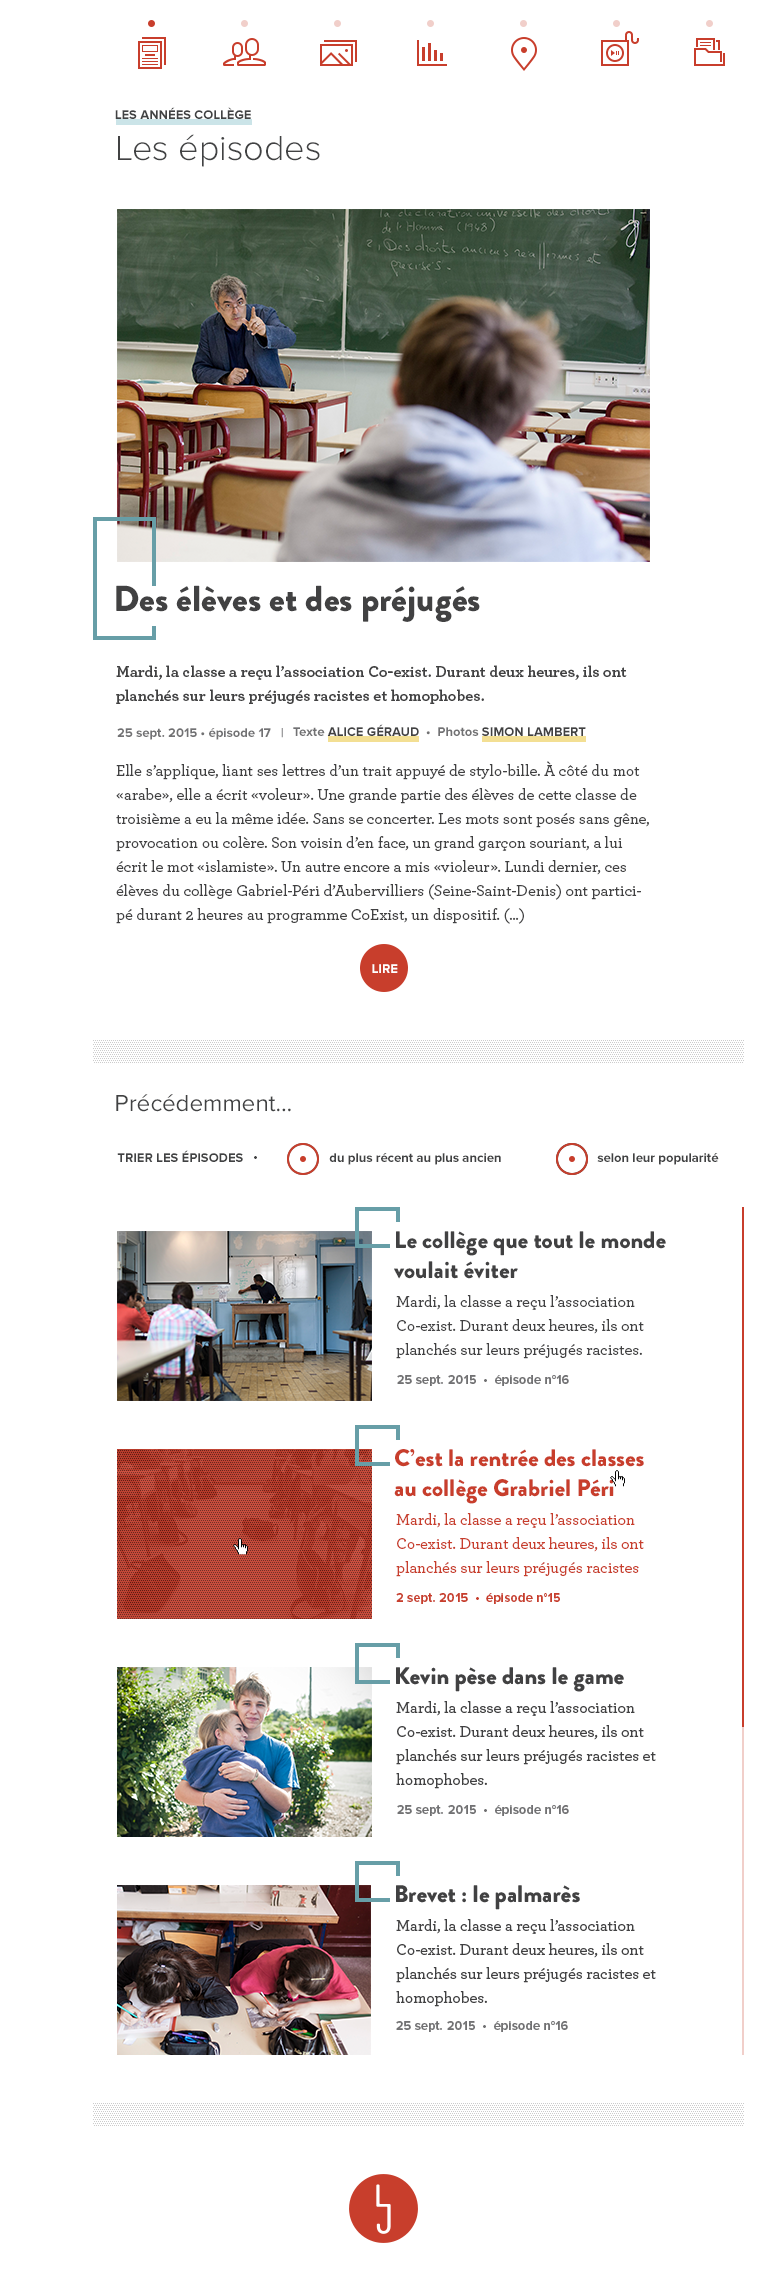 LES ANNÉES COLLÈGE
Les épisodes
la déclaration universelle des droits
de l'Homme (1948)
2. Des droits anciens réaffirmés et
précisés.
Des élèves et des préjugés
Mardi, la classe a reçu l’association Co-exist. Durant deux heures, ils ont
planchés sur leurs préjugés racistes et homophobes.
25 sept. 2015 • épisode 17 | Texte ALICE GÉRAUD • Photos SIMON LAMBERT
Elle s’applique, liant ses lettres d’un trait appuyé de stylo-bille. À côté du mot
«arabe», elle a écrit «voleur». Une grande partie des élèves de cette classe de
troisième a eu la même idée. Sans se concerter. Les mots sont posés sans gêne,
provocation ou colère. Son voisin d’en face, un grand garçon souriant, a lui
écrit le mot «islamiste». Un autre encore a mis «violeur». Lundi dernier, ces
élèves du collège Gabriel-Péri d’Aubervilliers (Seine-Saint-Denis) ont partici-
pé durant 2 heures au programme CoExist, un dispositif. (...)
LIRE
Précédemment...
TRIER LES ÉPISODES • du plus récent au plus ancien selon leur popularité
Le collège que tout le monde
voulait éviter
Mardi, la classe a reçu l’association
Co-exist. Durant deux heures, ils ont
planchés sur leurs préjugés racistes.
25 sept. 2015 • épisode n°16
C’est la rentrée des classes
au collège Grabriel Péri
Mardi, la classe a reçu l’association
Co-exist. Durant deux heures, ils ont
planchés sur leurs préjugés racistes
2 sept. 2015 • épisode n°15
Kevin pèse dans le game
Mardi, la classe a reçu l’association
Co-exist. Durant deux heures, ils ont
planchés sur leurs préjugés racistes et
homophobes.
25 sept. 2015 • épisode n°16
Brevet : le palmarès
Mardi, la classe a reçu l’association
Co-exist. Durant deux heures, ils ont
planchés sur leurs préjugés racistes et
homophobes.
25 sept. 2015 • épisode n°16
LJ